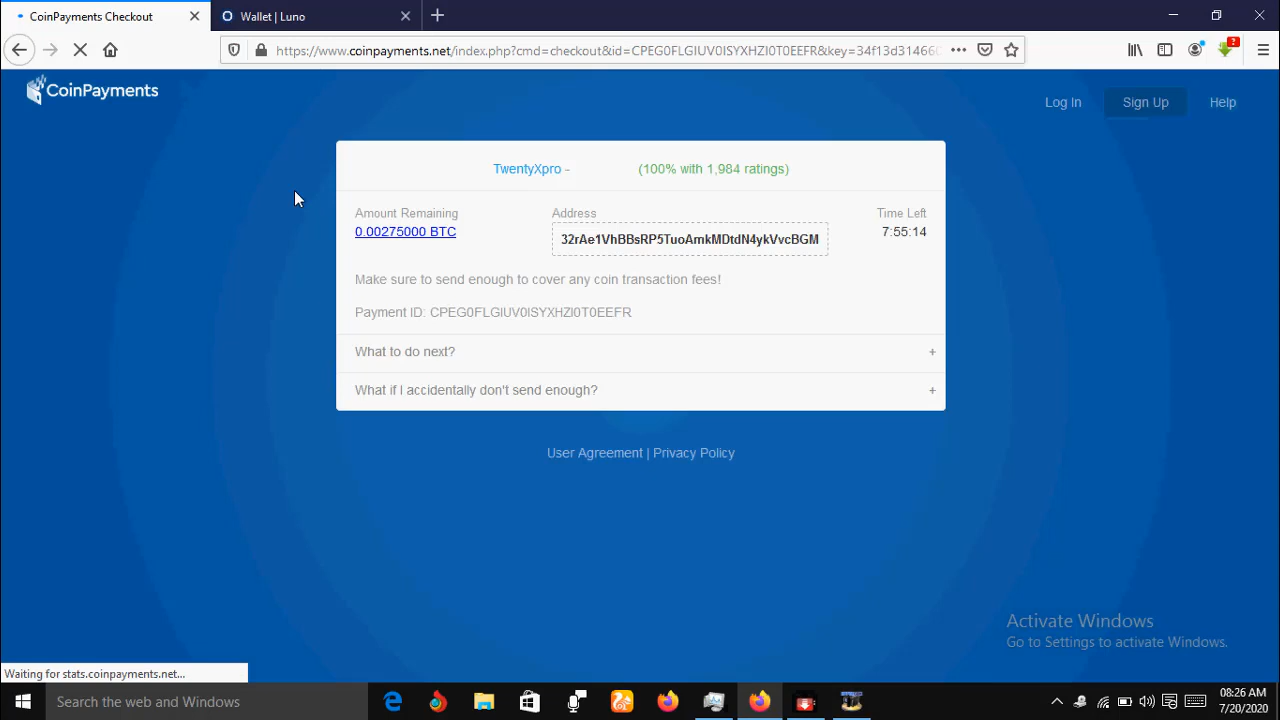 CoinPayments Checkout
Wallet | Luno
https://www.coinpayments.net/index.php?cmd=checkout&id=CPEG0FLGIUV0ISYXHZI0T0EEFR&key=34f13d31466
CoinPayments
Log In
Sign Up
Help
TwentyXpro - (100% with 1,984 ratings)
Amount Remaining
0.00275000 BTC
Address
32rAe1VhBBsRP5TuoAmkMDtdN4ykVvcBGM
Time Left
7:55:14
Make sure to send enough to cover any coin transaction fees!
Payment ID: CPEG0FLGIUV0ISYXHZI0T0EEFR
What to do next? +
What if I accidentally don't send enough? +
User Agreement | Privacy Policy
Activate Windows
Go to Settings to activate Windows.
Waiting for stats.coinpayments.net...
Search the web and Windows
08:26 AM
7/20/2020